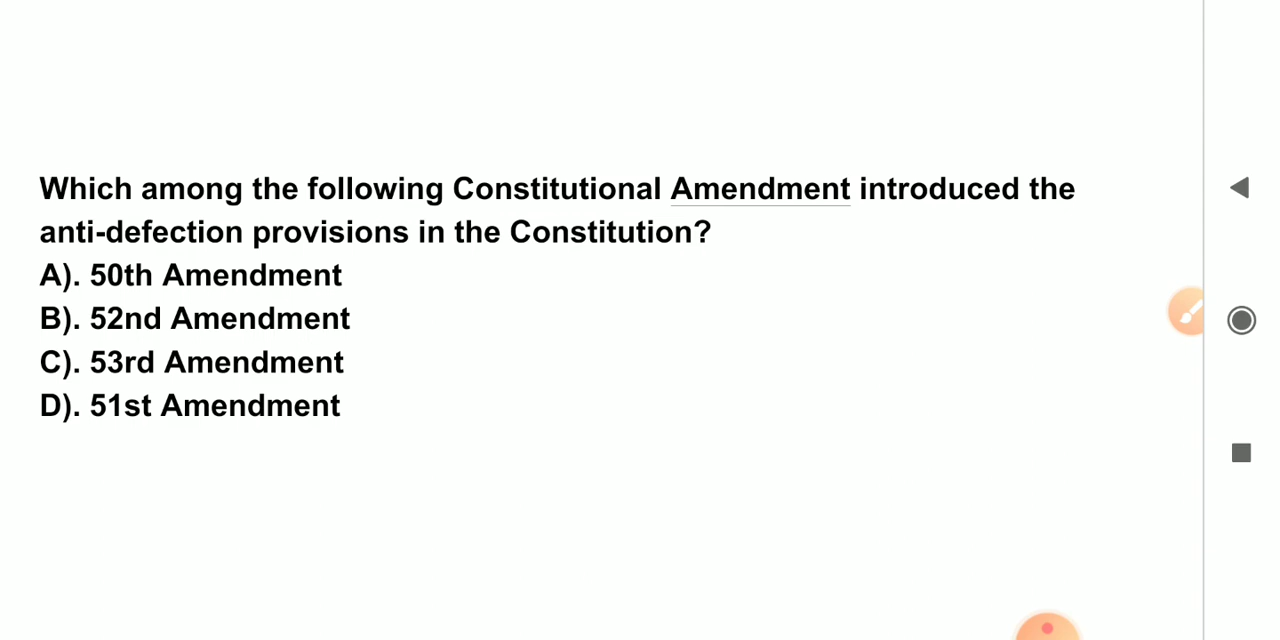 Which among the following Constitutional Amendment introduced the
anti-defection provisions in the Constitution?
A). 50th Amendment
B). 52nd Amendment
C). 53rd Amendment
D). 51st Amendment